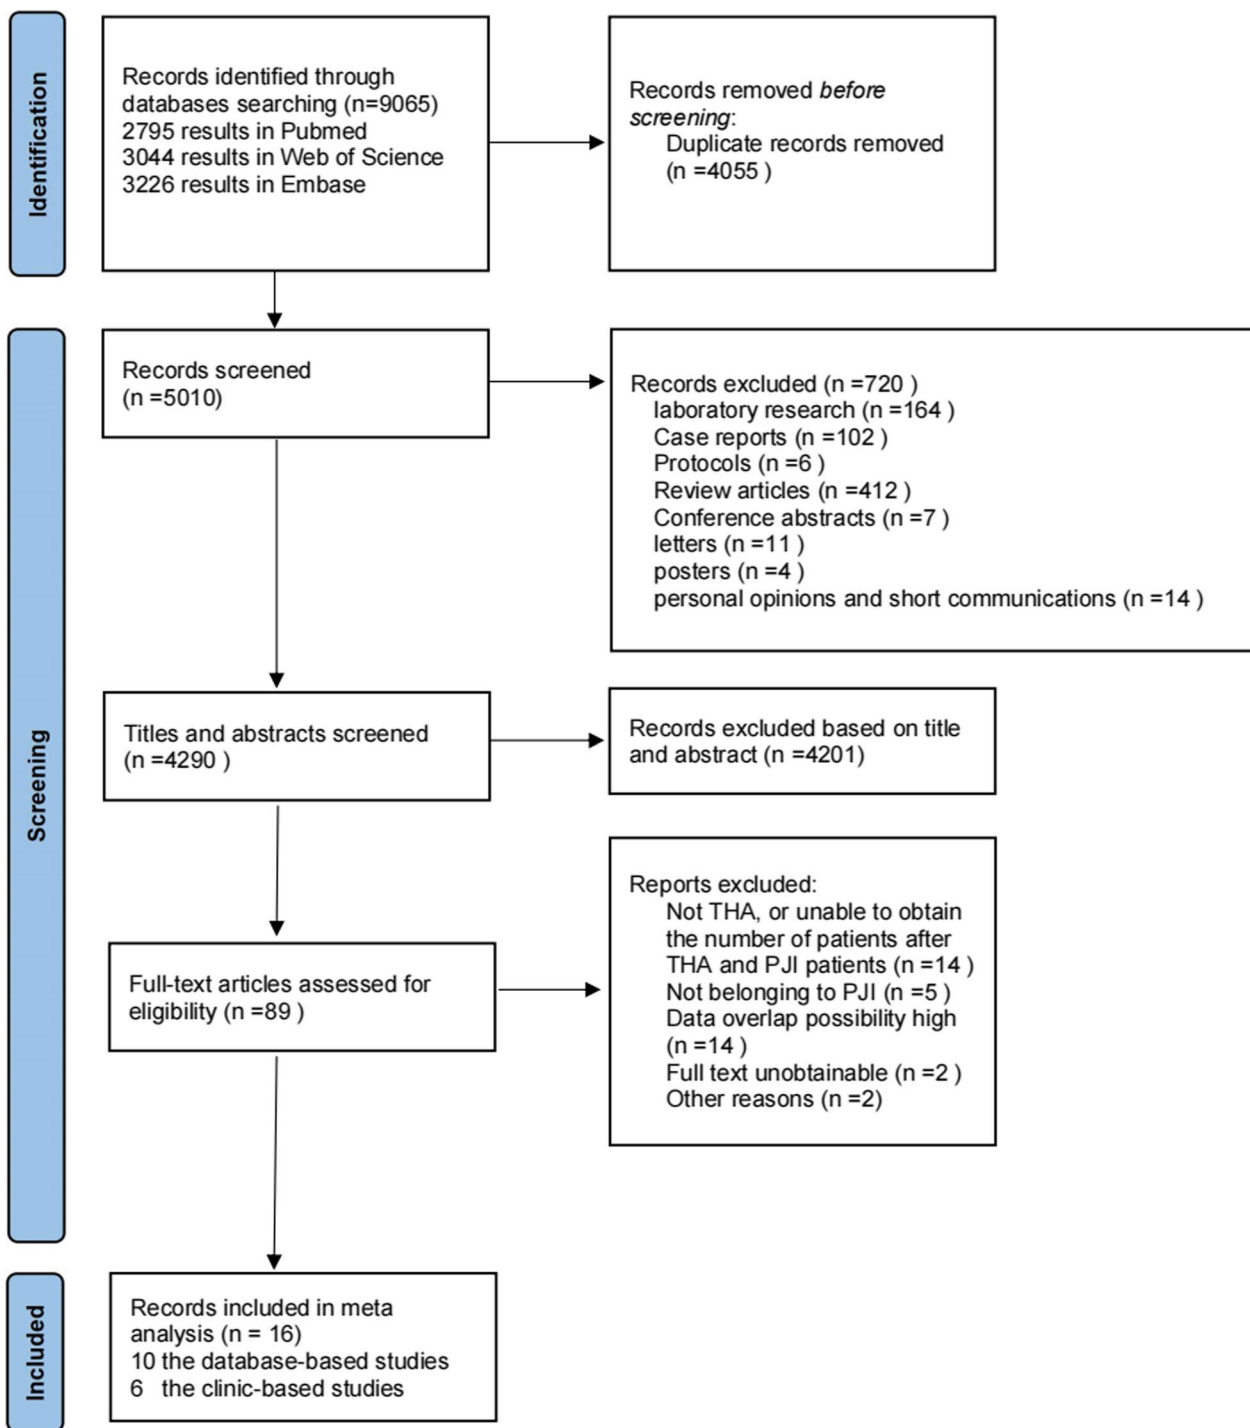 Identification
Records identified through
databases searching (n=9065)
2795 results in Pubmed
3044 results in Web of Science
3226 results in Embase
Records removed before
screening:
Duplicate records removed
(n =4055 )
Screening
Records screened
(n =5010)
Records excluded (n =720 )
laboratory research (n =164 )
Case reports (n =102 )
Protocols (n =6 )
Review articles (n =412 )
Conference abstracts (n =7 )
letters (n =11 )
posters (n =4 )
personal opinions and short communications (n =14 )
Titles and abstracts screened
(n =4290 )
Records excluded based on title
and abstract (n =4201)
Full-text articles assessed for
eligibility (n =89 )
Reports excluded:
Not THA, or unable to obtain
the number of patients after
THA and PJI patients (n =14 )
Not belonging to PJI (n =5 )
Data overlap possibility high
(n =14 )
Full text unobtainable (n =2 )
Other reasons (n =2)
Included
Records included in meta
analysis (n = 16)
10 the database-based studies
6 the clinic-based studies